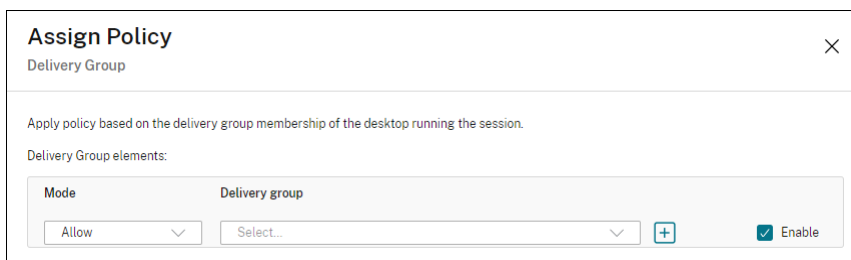 Assign Policy
Delivery Group
Apply policy based on the delivery group membership of the desktop running the session.
Delivery Group elements:
Mode Delivery group
Allow Select... Enable